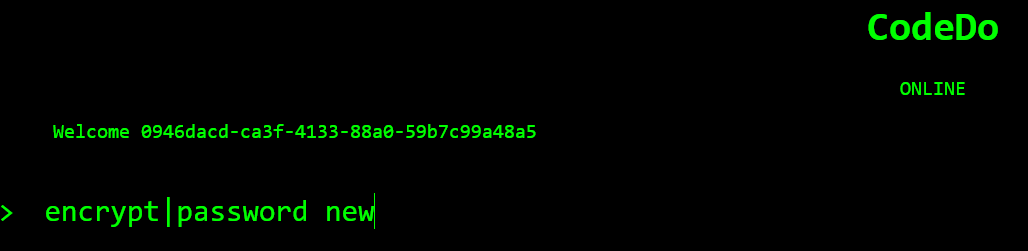 CodeDo
ONLINE
Welcome 0946dacd-ca3f-4133-88a0-59b7c99a48a5
> encrypt|password new